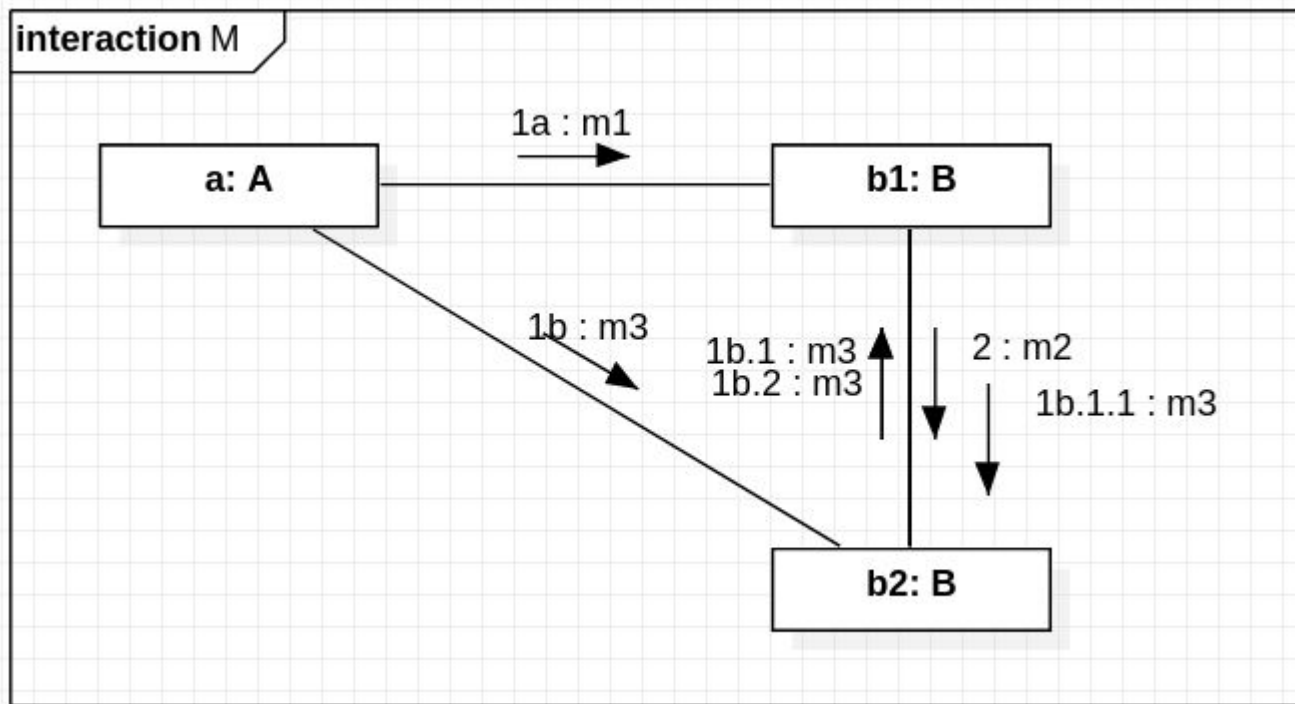 interaction M
1a : m1
a: A
b1: B
1b : m3
1b.1 : m3
1b.2 : m3
2 : m2
1b.1.1 : m3
b2: B